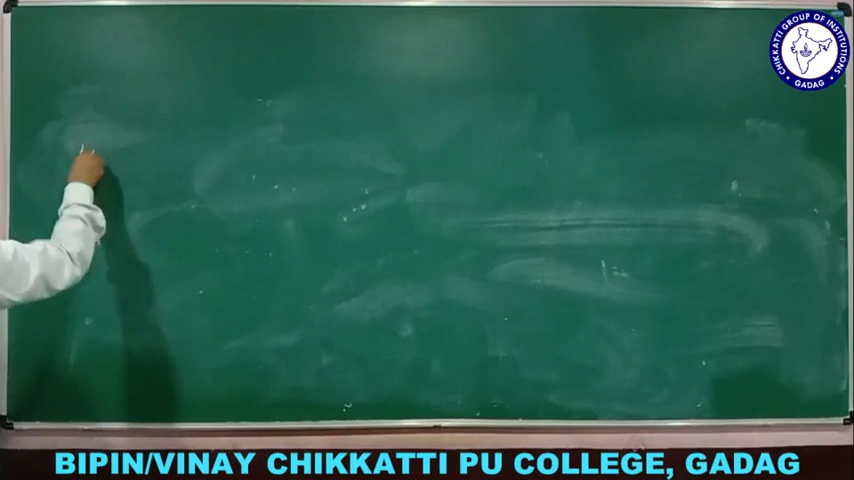 CHIKKATTI GROUP OF INSTITUTIONS
• GADAG •
BIPIN/VINAY CHIKKATTI PU COLLEGE, GADAG